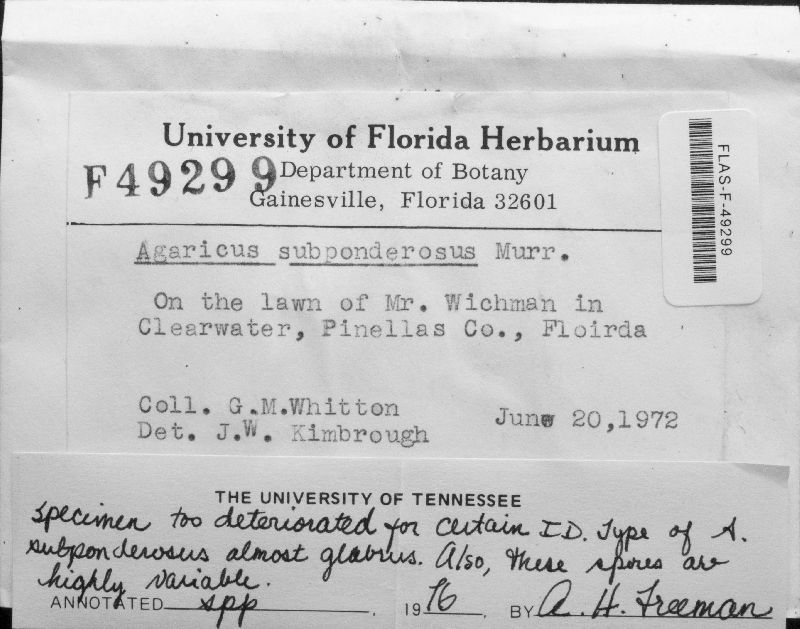 University of Florida Herbarium
F49299 Department of Botany
Gainesville, Florida 32601
FLAS-F-49299
Agaricus subponderosus Murr.
On the lawn of Mr. Wichman in
Clearwater, Pinellas Co., Floirda
Coll. G.M.Whitton
June 20,1972
Det. J.W. Kimbrough
THE UNIVERSITY OF TENNESSEE
specimen too deteriorated for certain I.D. Type of A.
subponderosus almost glabrus. Also, these spores are
highly variable.
ANNOTATED spp. 1976. BY A. H. Freeman